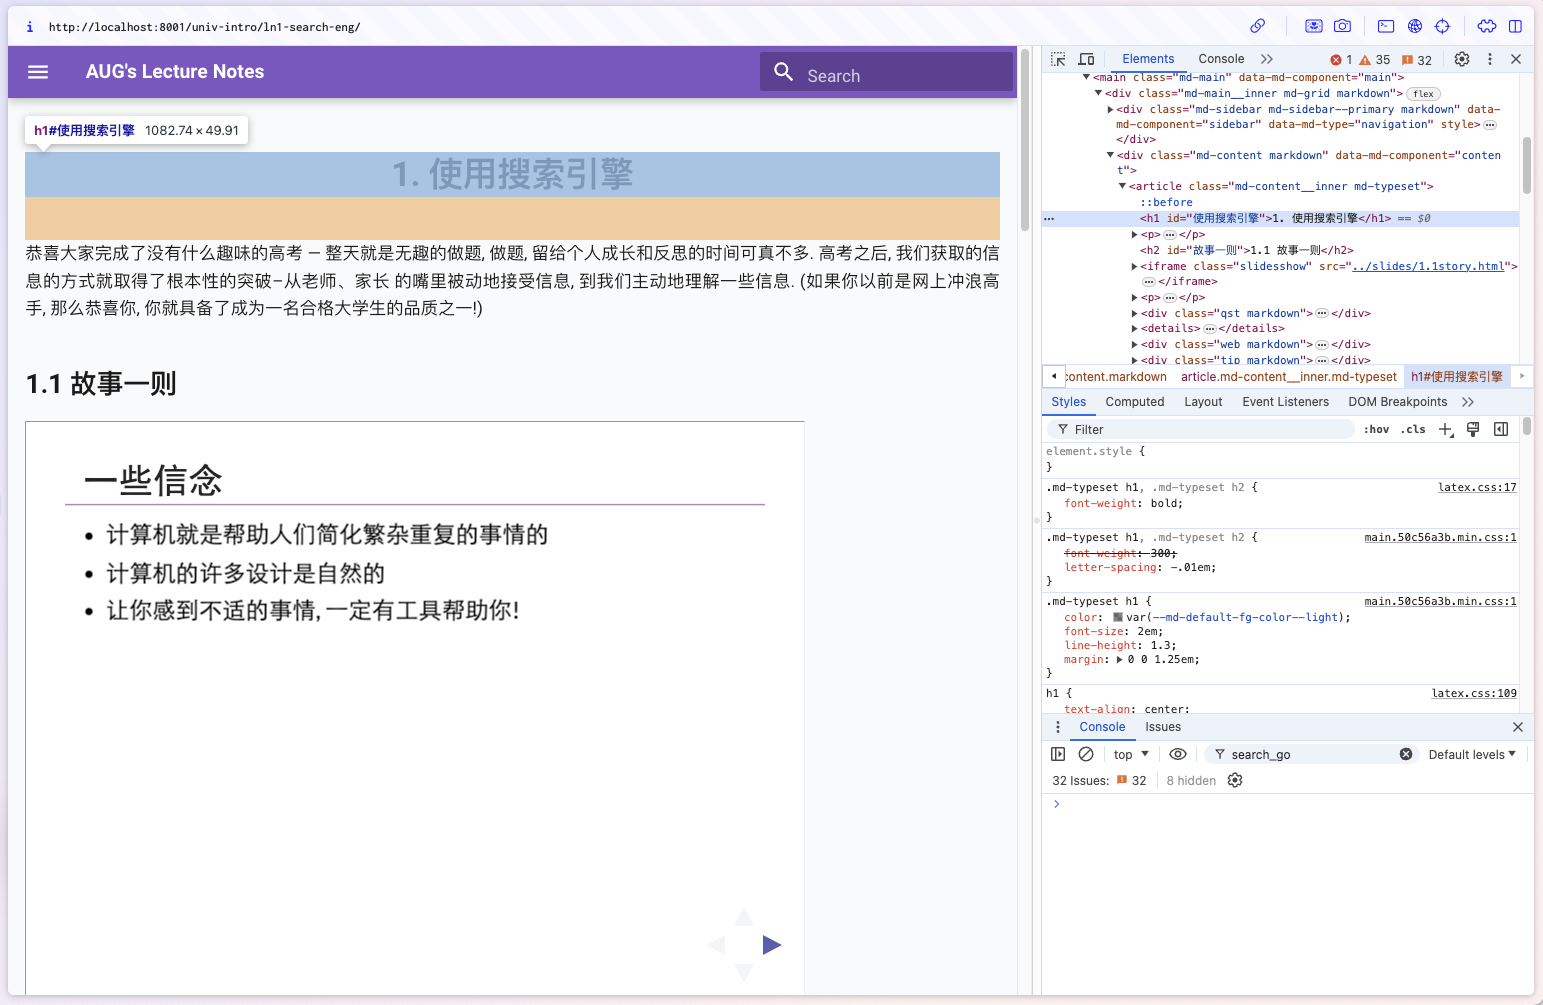 i http://localhost:8001/univ-intro/ln1-search-eng/
AUG's Lecture Notes
Search
h1#使用搜索引擎 1082.74 × 49.91
1. 使用搜索引擎
恭喜大家完成了没有什么趣味的高考 — 整天就是无趣的做题, 做题, 留给个人成长和反思的时间可真不多. 高考之后, 我们获取的信
息的方式就取得了根本性的突破–从老师、家长 的嘴里被动地接受信息, 到我们主动地理解一些信息. (如果你以前是网上冲浪高
手, 那么恭喜你, 你就具备了成为一名合格大学生的品质之一!)
1.1 故事一则
一些信念
• 计算机就是帮助人们简化繁杂重复的事情的
• 计算机的许多设计是自然的
• 让你感到不适的事情, 一定有工具帮助你!
Elements Console 1 35 32
<main class="md-main" data-md-component="main">
<div class="md-main__inner md-grid markdown"> flex
<div class="md-sidebar md-sidebar--primary markdown" data-
md-component="sidebar" data-md-type="navigation" style> …
</div>
<div class="md-content markdown" data-md-component="conten
t">
<article class="md-content__inner md-typeset">
::before
… <h1 id="使用搜索引擎">1. 使用搜索引擎</h1> == $0
<p> … </p>
<h2 id="故事一则">1.1 故事一则</h2>
<iframe class="slidesshow" src="../slides/1.1story.html">
… </iframe>
<p> … </p>
<div class="qst markdown"> … </div>
<details> … </details>
<div class="web markdown"> … </div>
<div class="tip markdown"> … </div>
content.markdown article.md-content__inner.md-typeset h1#使用搜索引擎
Styles Computed Layout Event Listeners DOM Breakpoints
Filter :hov .cls
element.style {
}
.md-typeset h1, .md-typeset h2 { latex.css:17
font-weight: bold;
}
.md-typeset h1, .md-typeset h2 { main.50c56a3b.min.css:1
font-weight: 300;
letter-spacing: -.01em;
}
.md-typeset h1 { main.50c56a3b.min.css:1
color: var(--md-default-fg-color--light);
font-size: 2em;
line-height: 1.3;
margin: 0 0 1.25em;
}
h1 { latex.css:109
text-align: center;
Console Issues
top search_go Default levels
32 Issues: 32 8 hidden